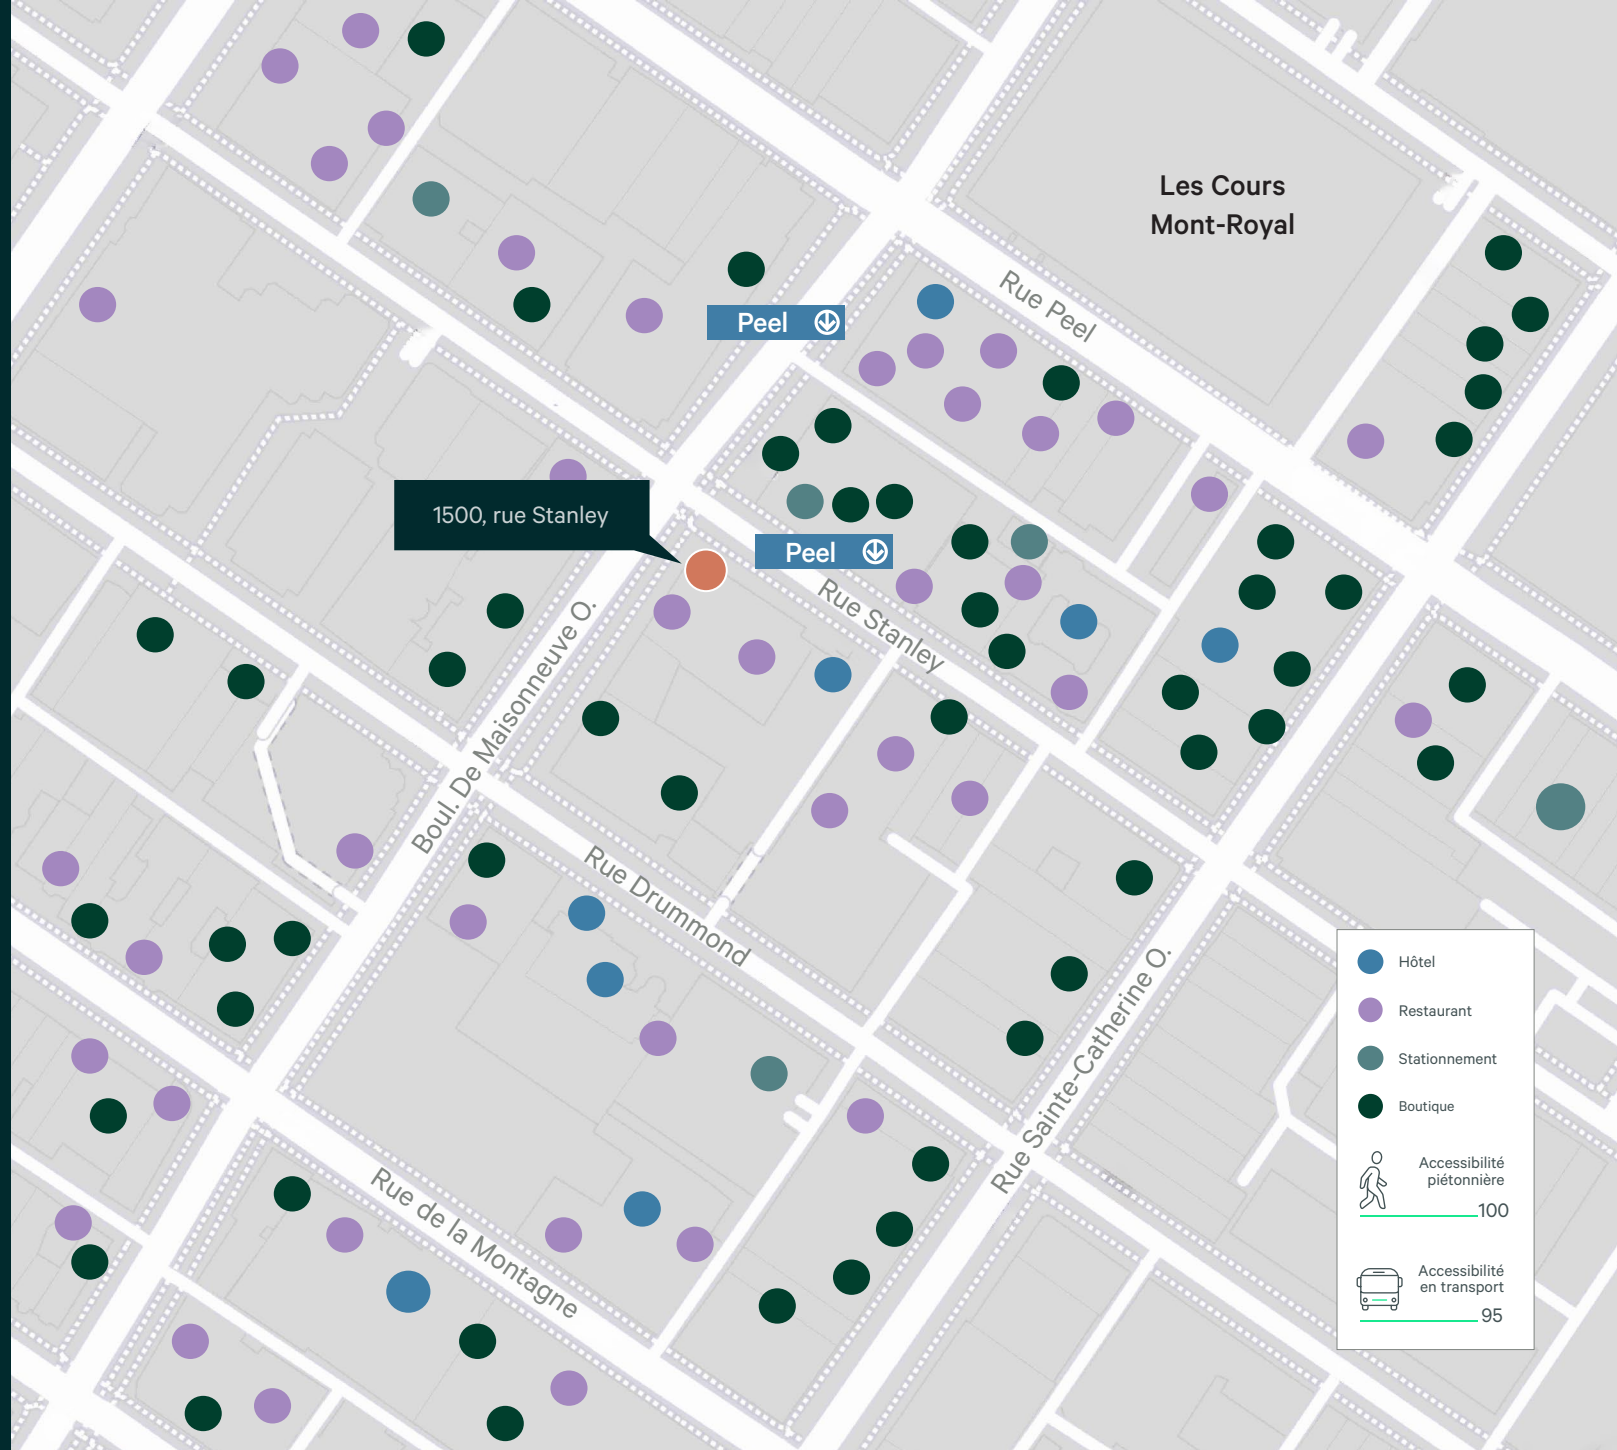 Les Cours
Mont-Royal
Rue Peel
Peel
1500, rue Stanley
Peel
Rue Stanley
Boul. De Maisonneuve O.
Rue Drummond
Rue Sainte-Catherine O.
Rue de la Montagne
Hôtel
Restaurant
Stationnement
Boutique
Accessibilité
piétonnière
100
Accessibilité
en transport
95